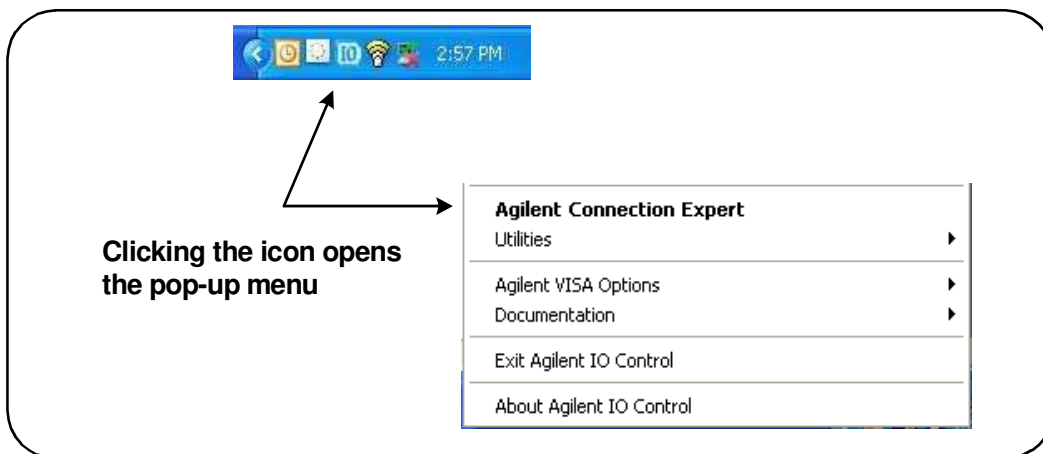 IO 2:57 PM
Clicking the icon opens
the pop-up menu
Agilent Connection Expert
Utilities
Agilent VISA Options
Documentation
Exit Agilent IO Control
About Agilent IO Control